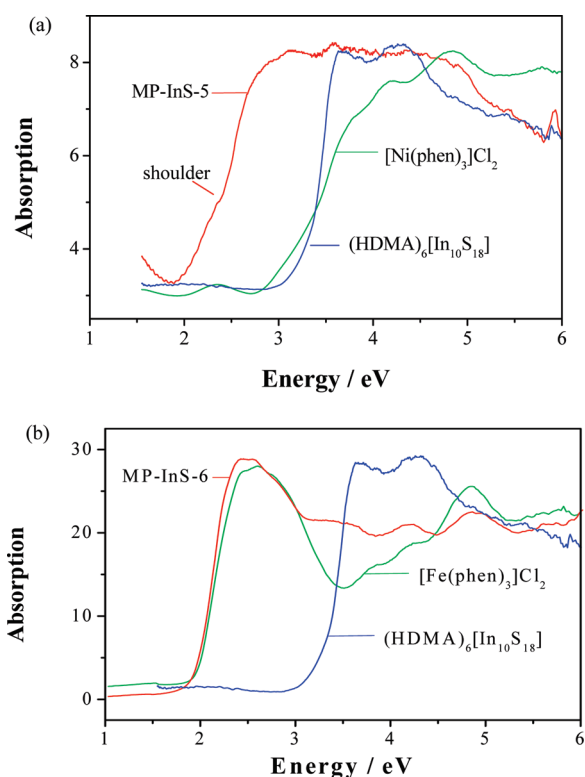 (a)
8
6
4
Absorption
MP-InS-5
shoulder
[Ni(phen)3]Cl2
(HDMA)6[In10S18]
1 2 3 4 5 6
Energy / eV
(b)
30
20
10
0
Absorption
MP-InS-6
[Fe(phen)3]Cl2
(HDMA)6[In10S18]
1 2 3 4 5 6
Energy / eV